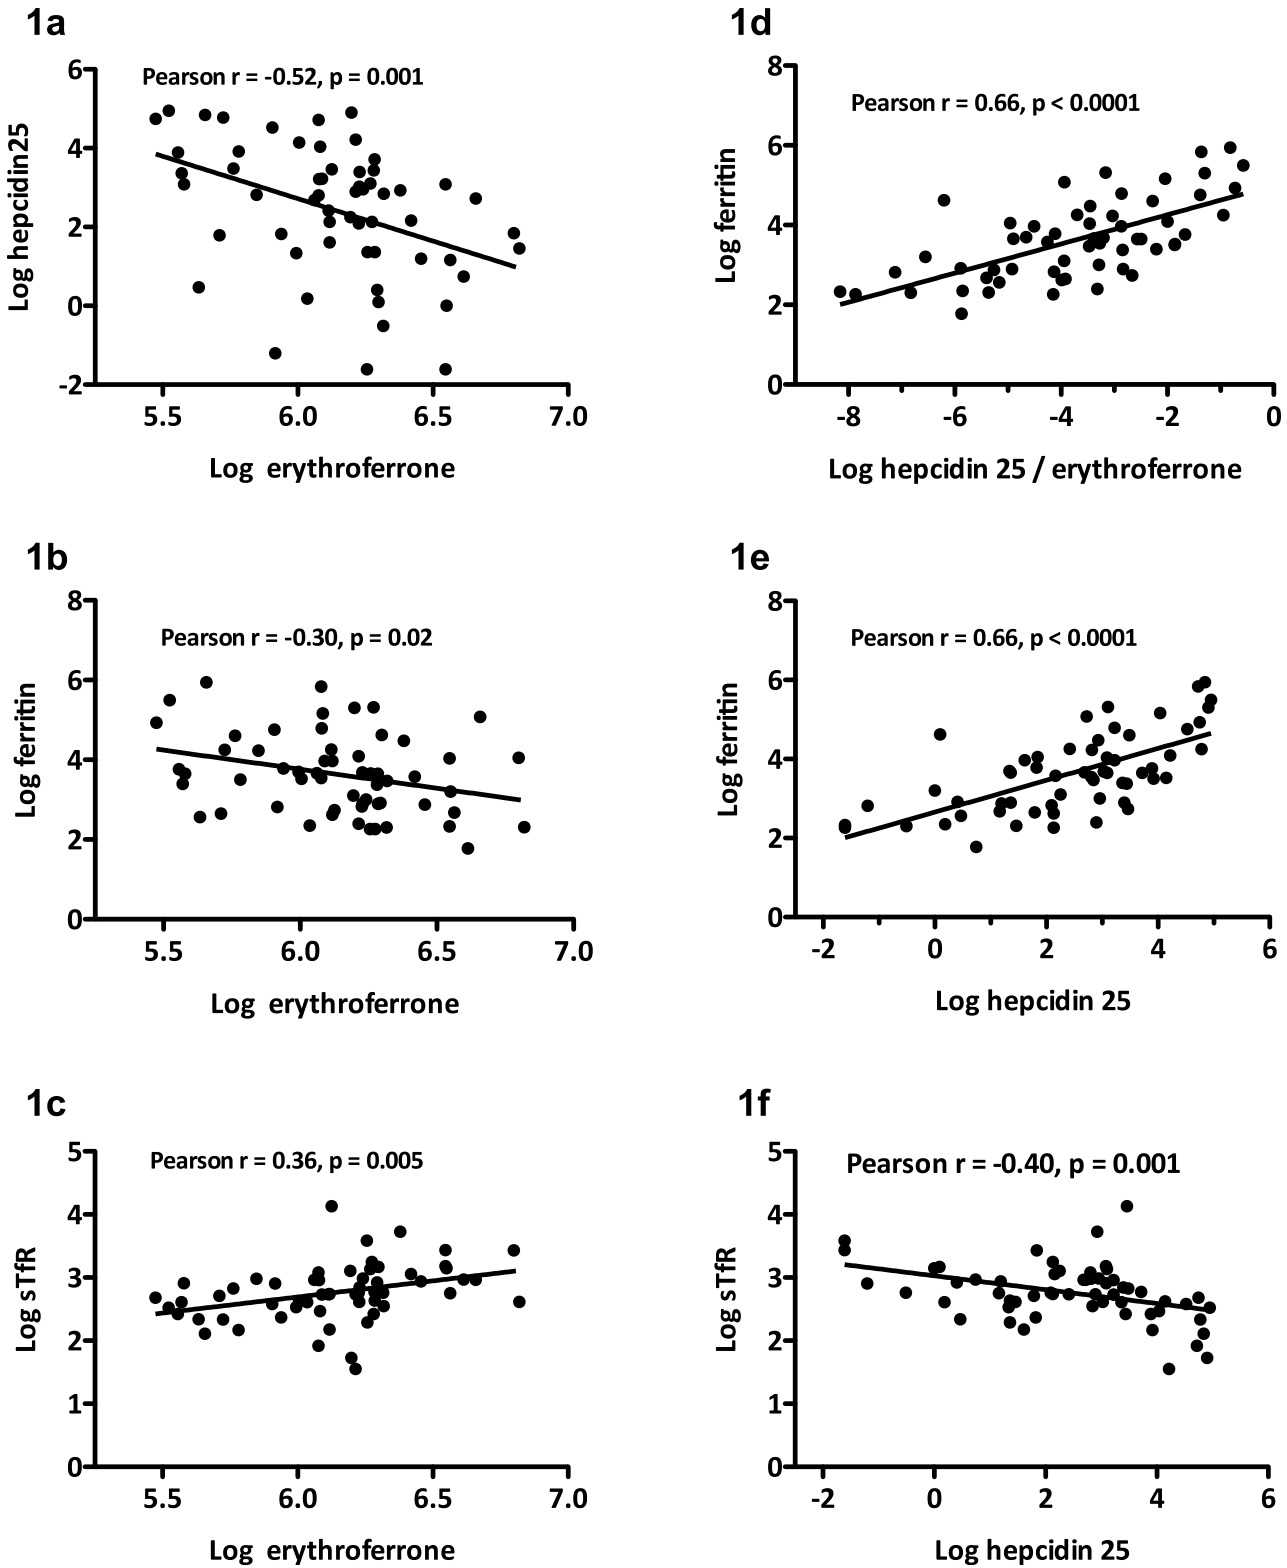 1a
Pearson r = -0.52, p = 0.001
Log hepcidin25
6
4
2
0
-2
5.5 6.0 6.5 7.0
Log erythroferrone
1d
Pearson r = 0.66, p < 0.0001
Log ferritin
8
6
4
2
0
-8 -6 -4 -2 0
Log hepcidin 25 / erythroferrone
1b
Pearson r = -0.30, p = 0.02
Log ferritin
8
6
4
2
0
5.5 6.0 6.5 7.0
Log erythroferrone
1e
Pearson r = 0.66, p < 0.0001
Log ferritin
8
6
4
2
0
-2 0 2 4 6
Log hepcidin 25
1c
Pearson r = 0.36, p = 0.005
Log sTfR
5
4
3
2
1
0
5.5 6.0 6.5 7.0
Log erythroferrone
1f
Pearson r = -0.40, p = 0.001
Log sTfR
5
4
3
2
1
0
-2 0 2 4 6
Log hepcidin 25